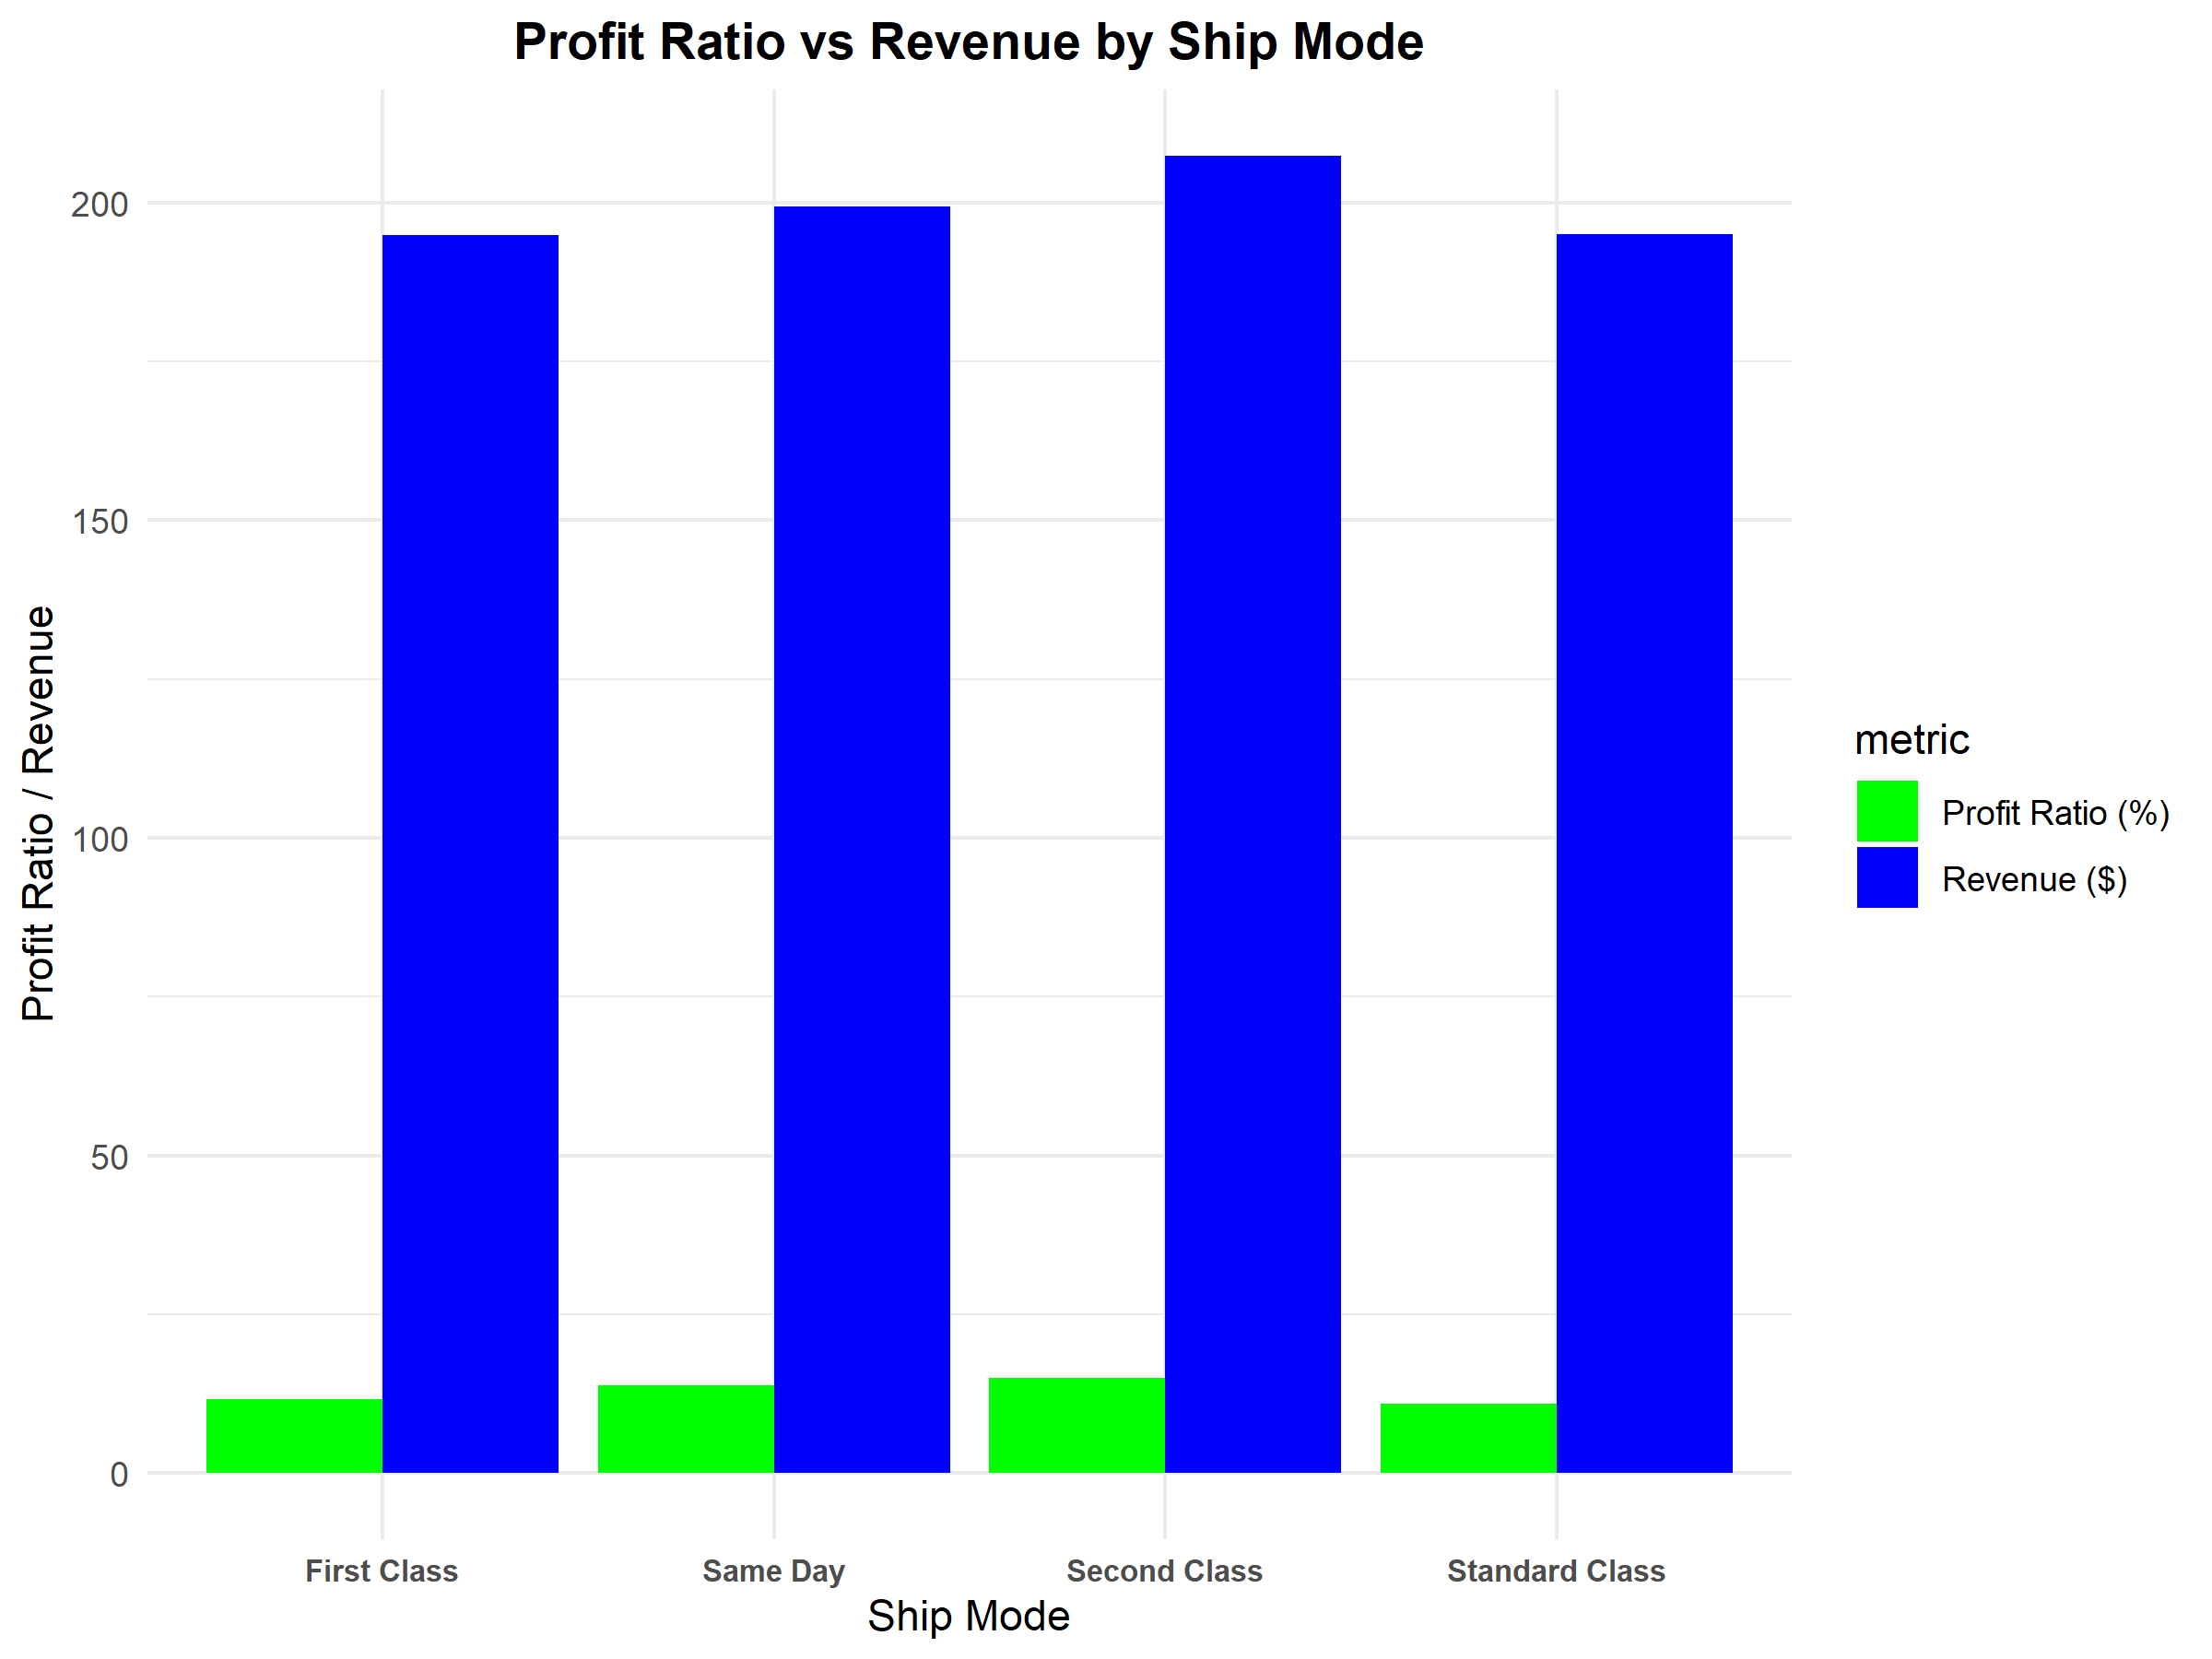 Profit Ratio vs Revenue by Ship Mode
Profit Ratio / Revenue
200
150
100
50
0
First Class
Same Day
Second Class
Standard Class
Ship Mode
metric
Profit Ratio (%)
Revenue ($)